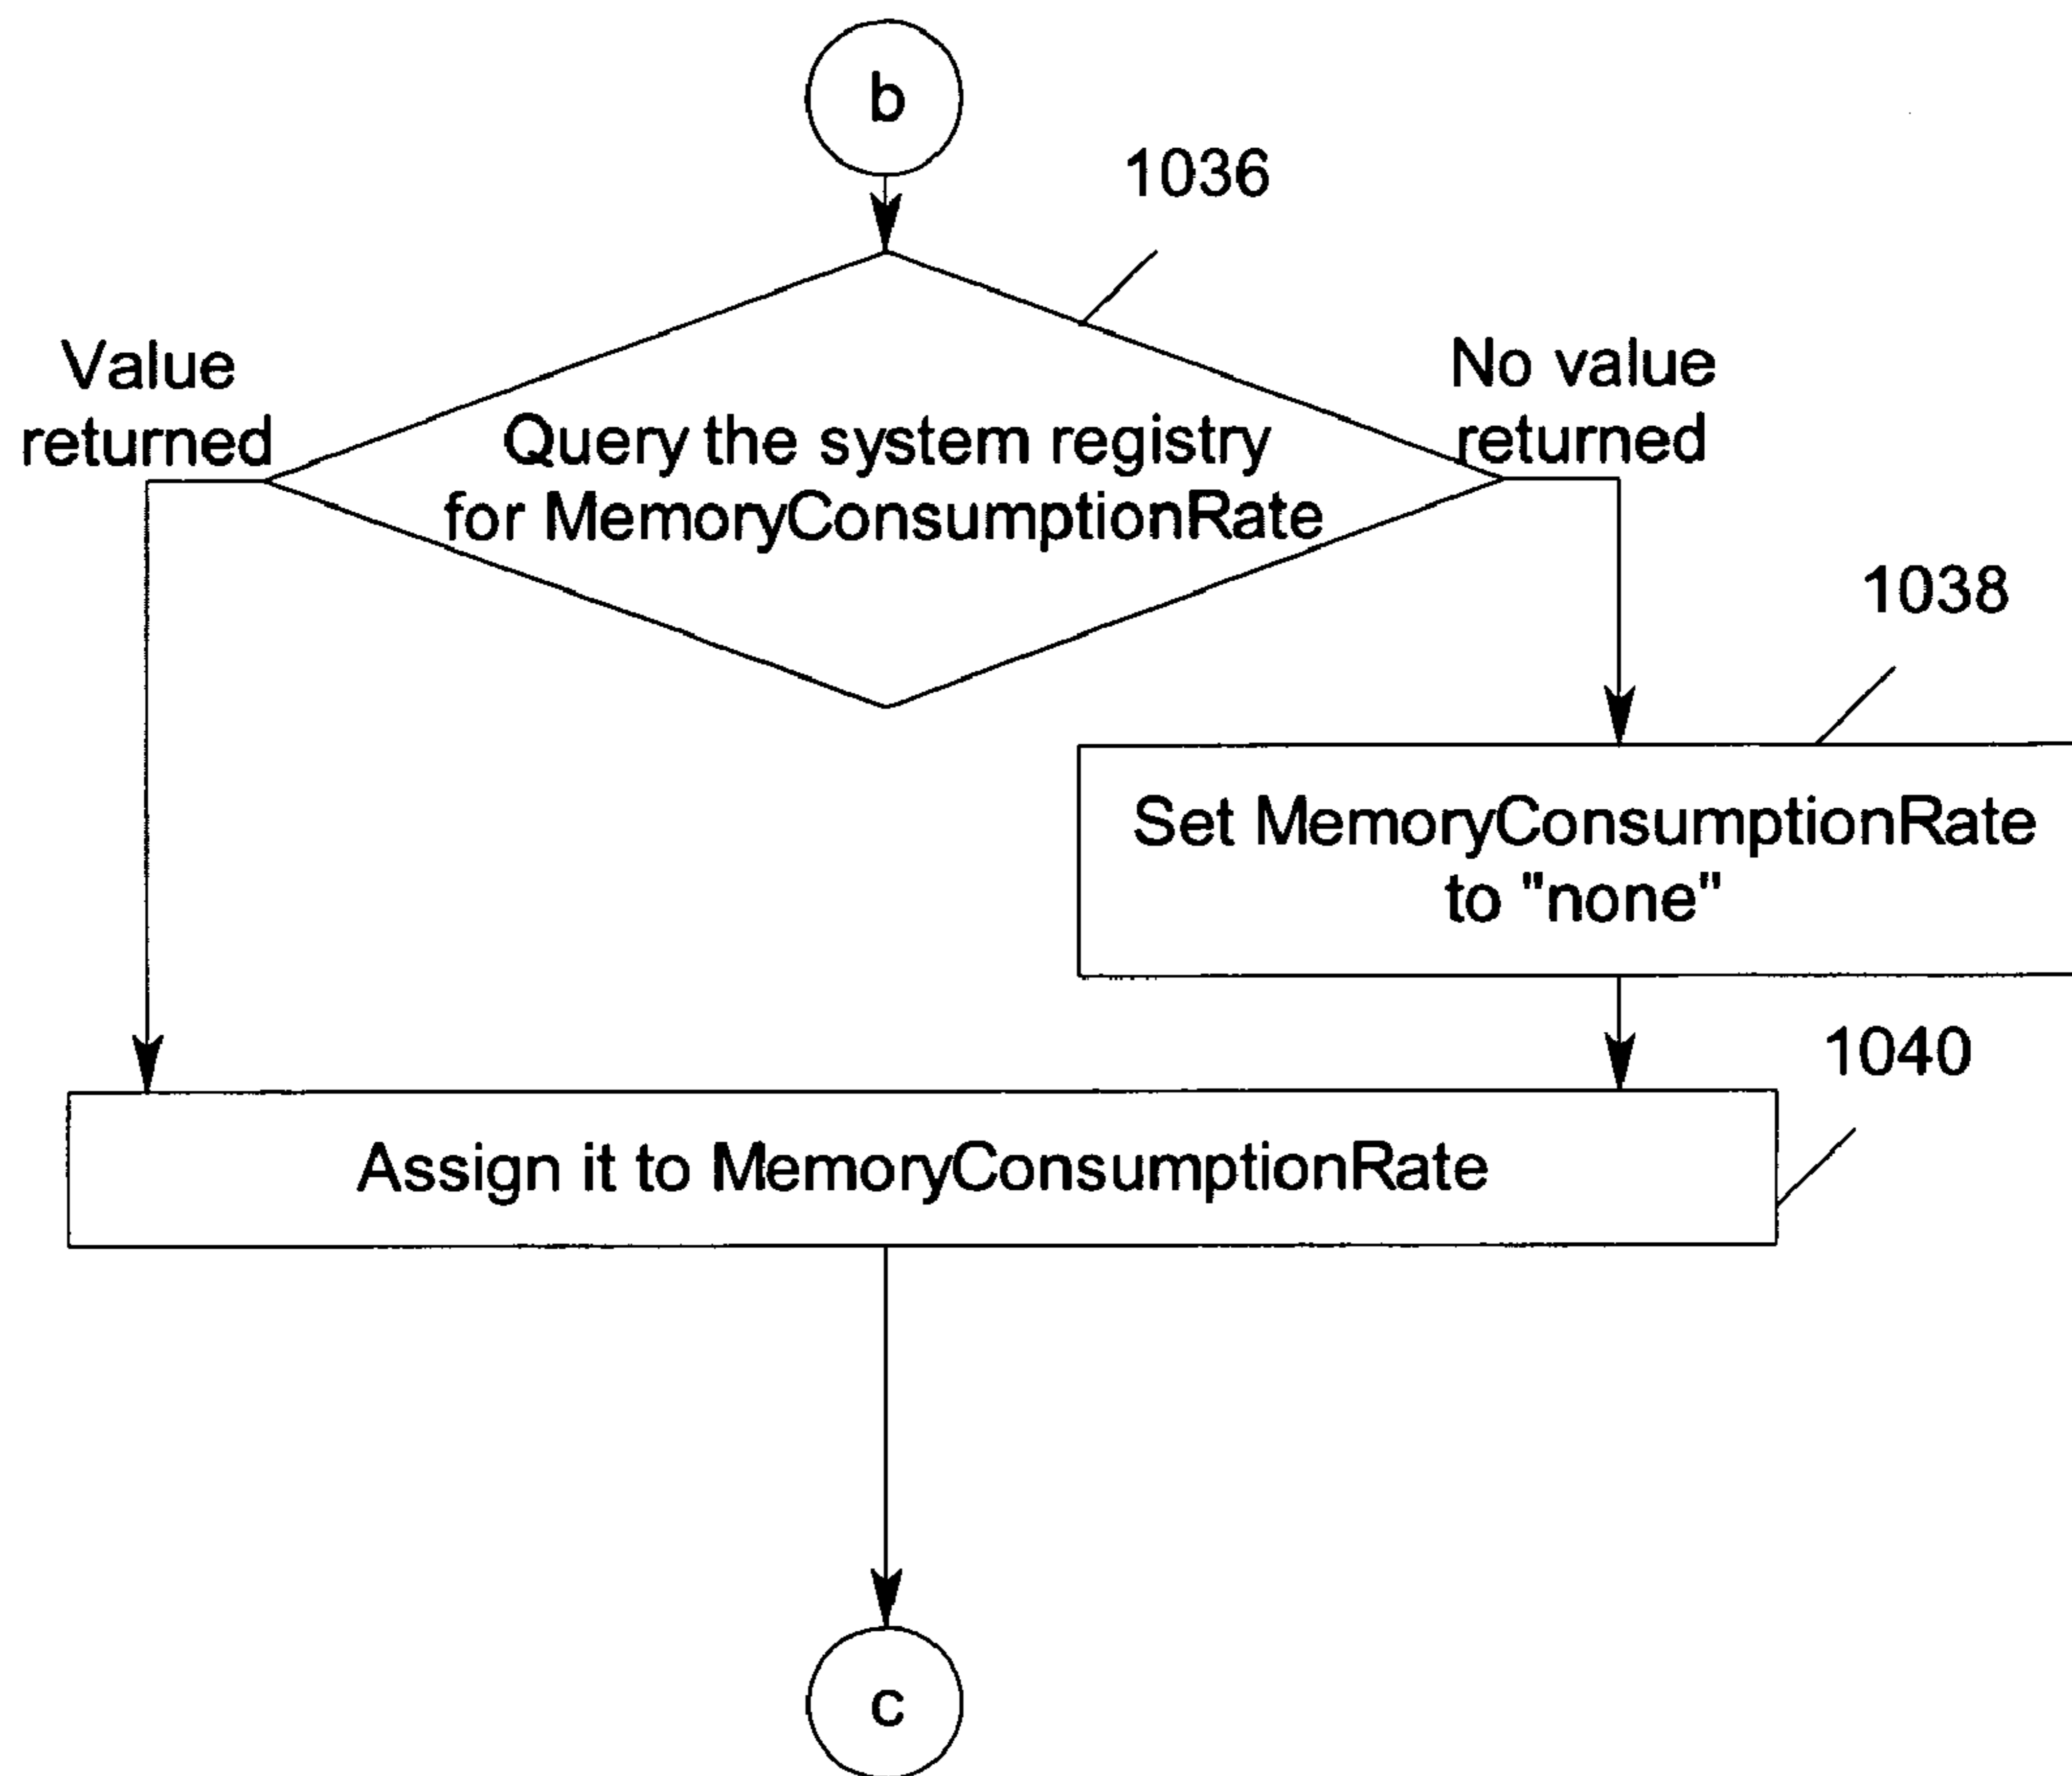 b
1036
Value
returned
No value
returned
Query the system registry
for MemoryConsumptionRate
1038
Set MemoryConsumptionRate
to "none"
1040
Assign it to MemoryConsumptionRate
c